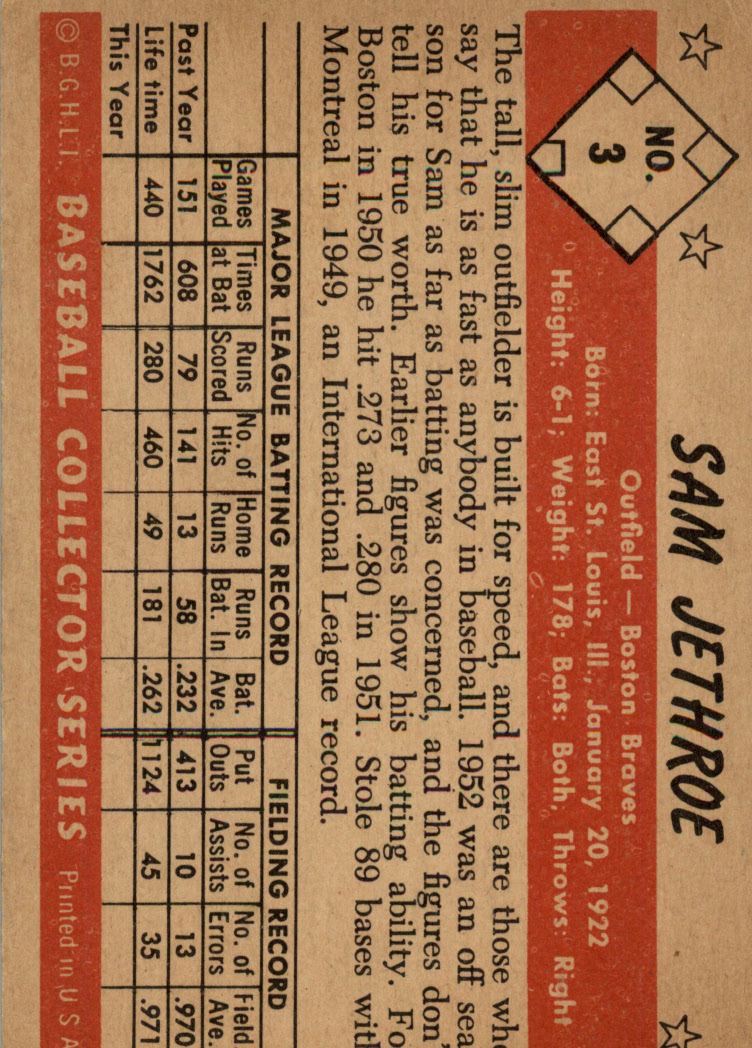 SAM JETHROE
NO.
3
Outfield — Boston Braves
Born: East St. Louis, Ill., January 20, 1922
Height: 6-1; Weight: 178; Bats: Both, Throws: Right
The tall, slim outfielder is built for speed, and there are those who
say that he is as fast as anybody in baseball. 1952 was an off sea
son for Sam as far as batting was concerned, and the figures don'
tell his true worth. Earlier figures show his batting ability. Fo
Boston in 1950 he hit .273 and .280 in 1951. Stole 89 bases with
Montreal in 1949, an International League record.
MAJOR LEAGUE BATTING RECORD FIELDING RECORD
Games Times Runs No. of Home Runs Bat. Put No. of No. of Field
Played at Bat Scored Hits Runs Bat. In Ave. Outs Assists Errors Ave.
Past Year 151 608 79 141 13 58 .232 413 10 13 .970
Life time 440 1762 280 460 49 181 .262 1124 45 35 .971
This Year
© B.G.H.L.I. BASEBALL COLLECTOR SERIES Printed in U S A